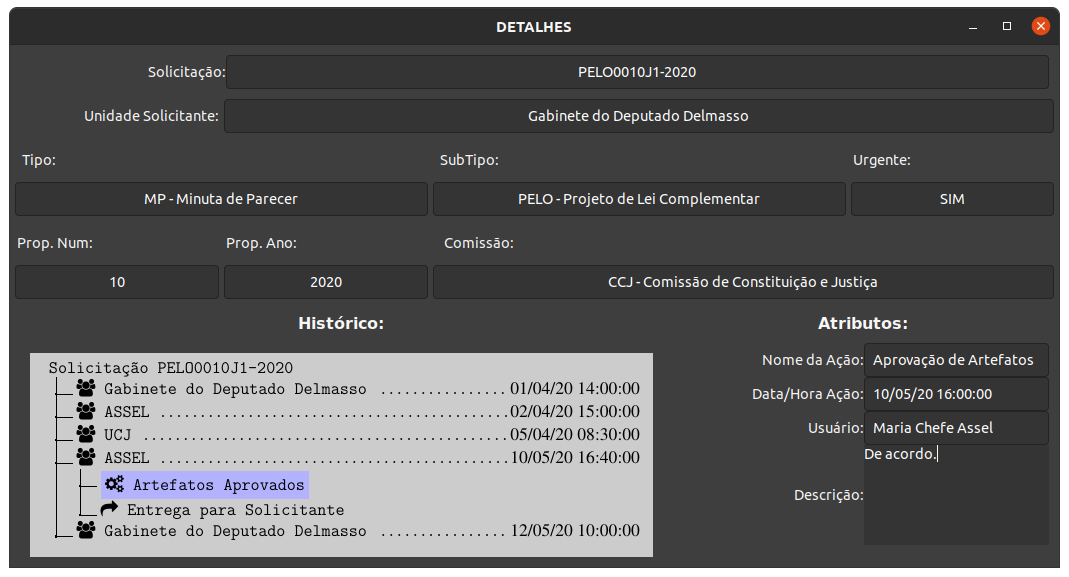 DETALHES
Solicitação: PELO0010J1-2020
Unidade Solicitante: Gabinete do Deputado Delmasso
Tipo: SubTipo: Urgente:
MP - Minuta de Parecer PELO - Projeto de Lei Complementar SIM
Prop. Num: Prop. Ano: Comissão:
10 2020 CCJ - Comissão de Constituição e Justiça
Histórico:
Solicitação PELO0010J1-2020
Gabinete do Deputado Delmasso ................ 01/04/20 14:00:00
ASSEL ........................................ 02/04/20 15:00:00
UCJ .......................................... 05/04/20 08:30:00
ASSEL ........................................ 10/05/20 16:40:00
Artefatos Aprovados
Entrega para Solicitante
Gabinete do Deputado Delmasso ................ 12/05/20 10:00:00
Atributos:
Nome da Ação: Aprovação de Artefatos
Data/Hora Ação: 10/05/20 16:00:00
Usuário: Maria Chefe Assel
De acordo.
Descrição: